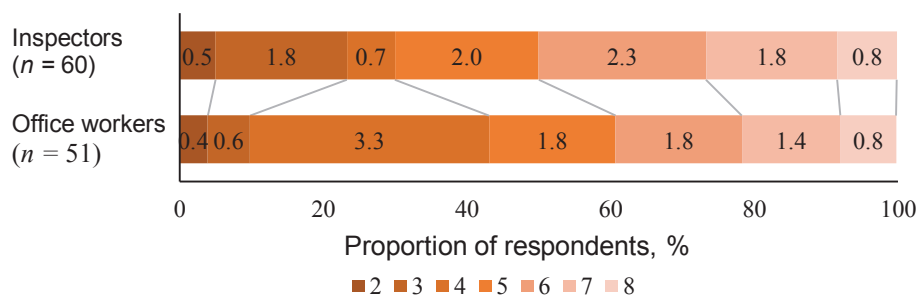 Inspectors
(n = 60)
0.5 1.8 0.7 2.0 2.3 1.8 0.8
Office workers
(n = 51)
0.4 0.6 3.3 1.8 1.8 1.4 0.8
0 20 40 60 80 100
Proportion of respondents, %
2 3 4 5 6 7 8